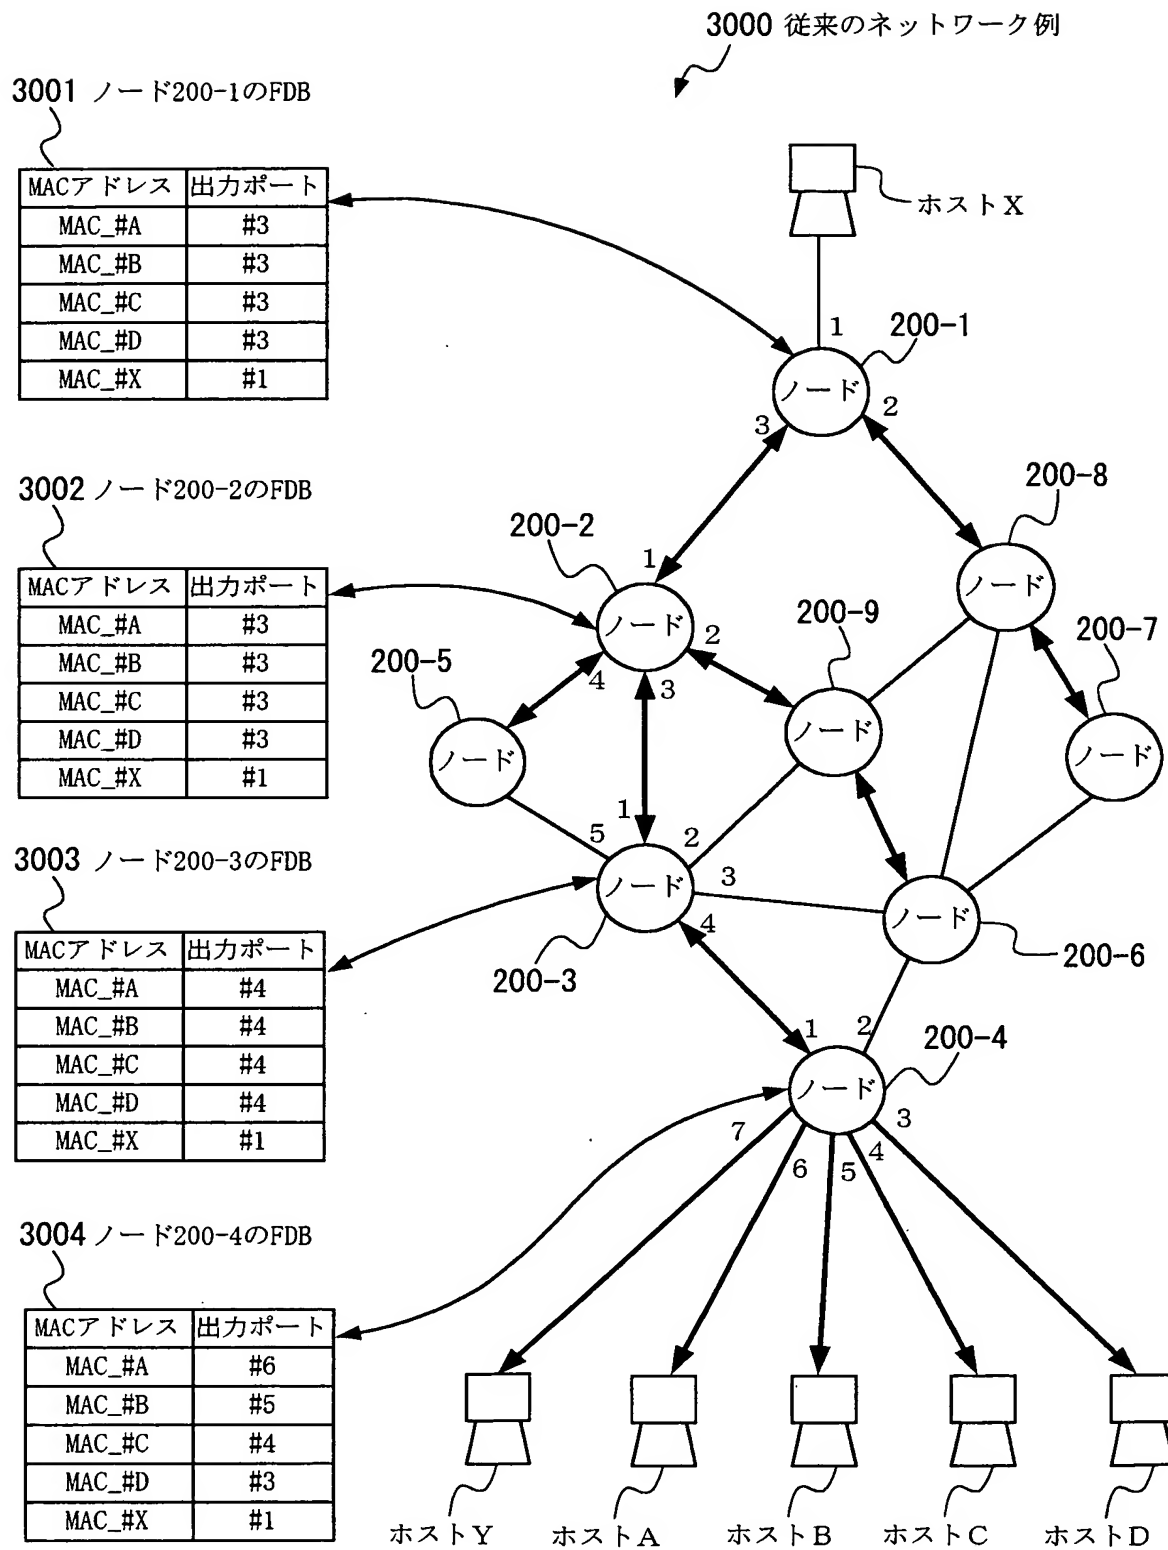 3000 従来のネットワーク例
3001 ノード200-1のFDB
MACアドレス 出力ポート
MAC_#A #3
MAC_#B #3
MAC_#C #3
MAC_#D #3
MAC_#X #1
ホストX
1
200-1
ノード
3
2
3002 ノード200-2のFDB
MACアドレス 出力ポート
MAC_#A #3
MAC_#B #3
MAC_#C #3
MAC_#D #3
MAC_#X #1
200-8
ノード
200-2
1
ノード
2
4
3
200-9
ノード
200-7
ノード
200-5
ノード
3003 ノード200-3のFDB
MACアドレス 出力ポート
MAC_#A #4
MAC_#B #4
MAC_#C #4
MAC_#D #4
MAC_#X #1
1
5
2
ノード
3
4
200-3
ノード
200-6
1
2
200-4
ノード
7
6
5
4
3
3004 ノード200-4のFDB
MACアドレス 出力ポート
MAC_#A #6
MAC_#B #5
MAC_#C #4
MAC_#D #3
MAC_#X #1
ホストY
ホストA
ホストB
ホストC
ホストD